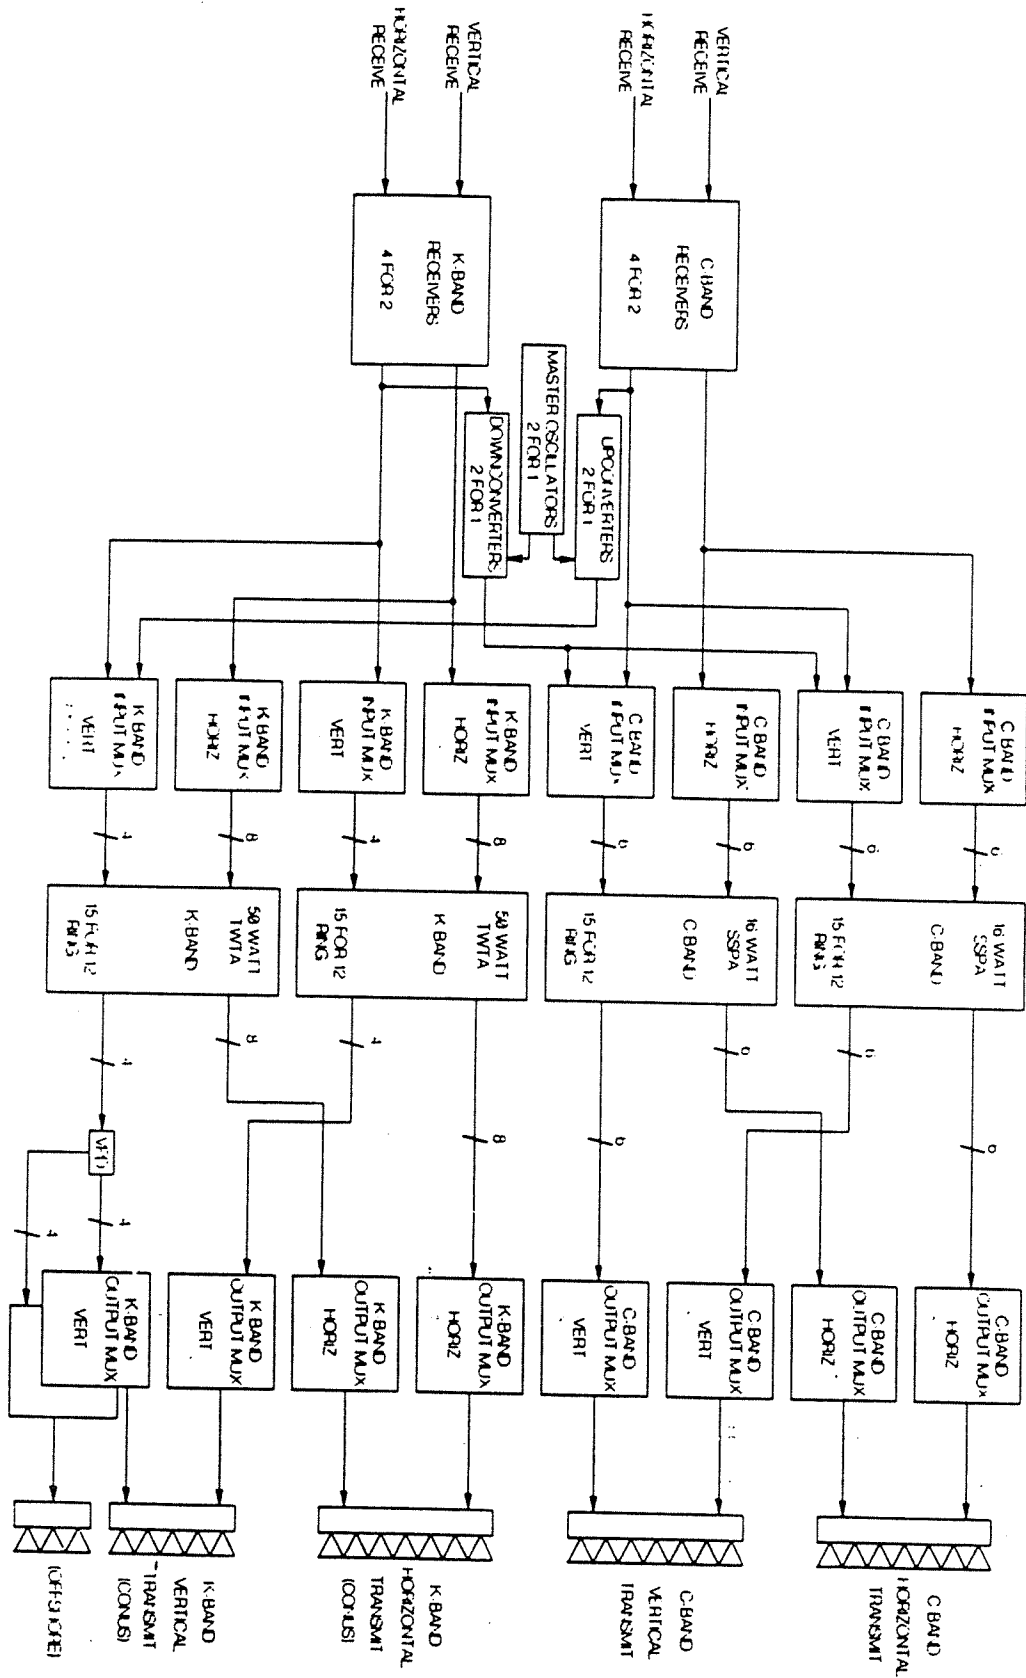 VERTICAL
RECEIVE
HORIZONTAL
RECEIVE
VERTICAL
RECEIVE
HORIZONTAL
RECEIVE
C-BAND
RECEIVERS
4 FOR 2
K-BAND
RECEIVERS
4 FOR 2
UPCONVERTERS
2 FOR 1
MASTER OSCILLATORS
2 FOR 1
DOWNCONVERTERS
2 FOR 1
C BAND
INPUT MUX
HORIZ
C BAND
INPUT MUX
VERT
C BAND
INPUT MUX
HORIZ
C BAND
INPUT MUX
VERT
K BAND
INPUT MUX
HORIZ
K BAND
INPUT MUX
VERT
K BAND
INPUT MUX
HORIZ
K BAND
INPUT MUX
VERT
6
6
6
6
8
4
8
4
16 WATT
SSPA
C-BAND
15 FOR 12
RING
16 WATT
SSPA
C-BAND
15 FOR 12
RING
50 WATT
TWTA
K BAND
15 FOR 12
RING
50 WATT
TWTA
K-BAND
15 FOR 12
RING
6
6
6
6
8
4
8
4
4
4
C-BAND
OUTPUT MUX
HORIZ
C-BAND
OUTPUT MUX
HORIZ
C-BAND
OUTPUT MUX
VERT
C-BAND
OUTPUT MUX
VERT
K-BAND
OUTPUT MUX
HORIZ
K BAND
OUTPUT MUX
HORIZ
K BAND
OUTPUT MUX
VERT
K-BAND
OUTPUT MUX
VERT
C BAND
HORIZONTAL
TRANSMIT
C-BAND
VERTICAL
TRANSMIT
K-BAND
HORIZONTAL
TRANSMIT
(CONUS)
K-BAND
VERTICAL
TRANSMIT
(CONUS)
(OFFSHORE)